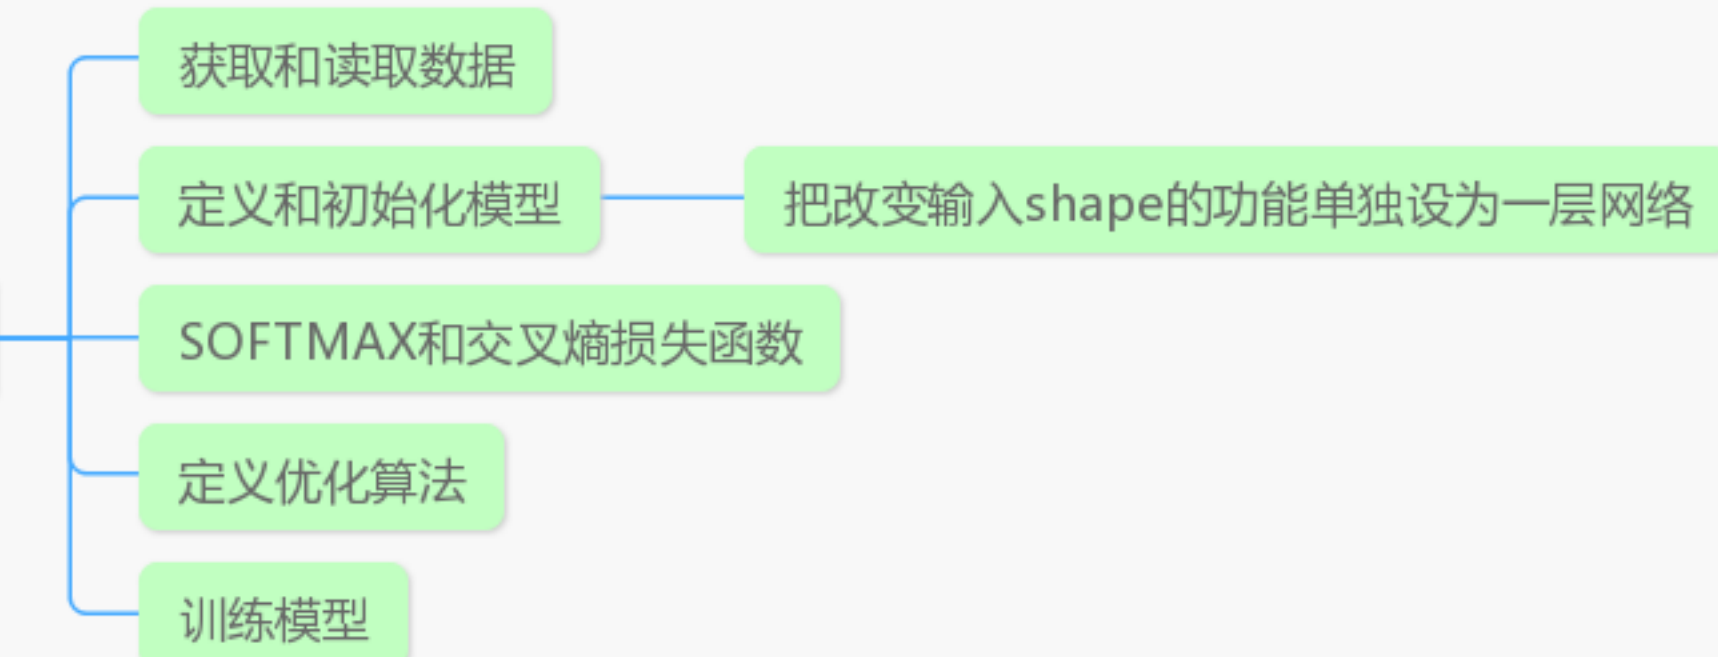 获取和读取数据
定义和初始化模型
把改变输入shape的功能单独设为一层网络
SOFTMAX和交叉熵损失函数
定义优化算法
训练模型